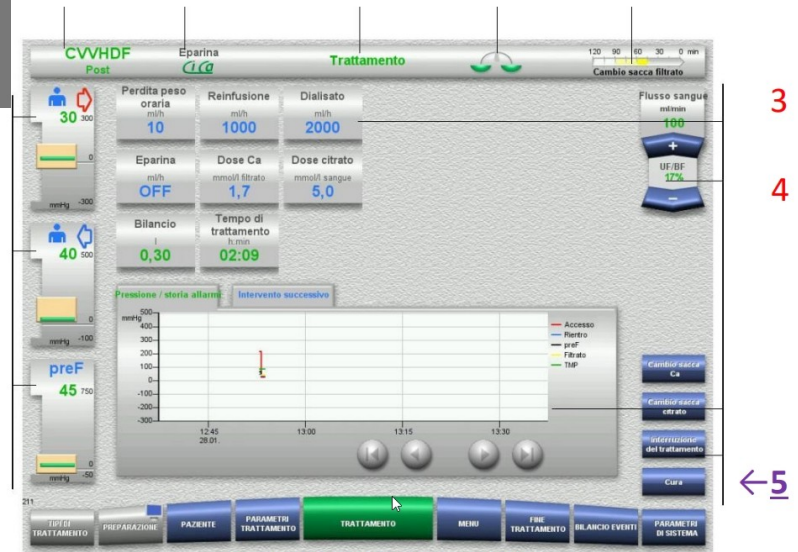 CVVHDF
Post
Eparina
CiCa
Trattamento
120 90 60 30 0 min
Cambio sacca filtrato
30
300
0
mmHg -300
Perdita peso
oraria
ml/h
10
Reinfusione
ml/h
1000
Dialisato
ml/h
2000
Flusso sangue
ml/min
100
+
UF/BF
17%
–
3
4
Eparina
ml/h
OFF
Dose Ca
mmol/l filtrato
1,7
Dose citrato
mmol/l sangue
5,0
40
500
0
mmHg -100
Bilancio
l
0,30
Tempo di
trattamento
h:min
02:09
Pressione / storia allarmi
Intervento successivo
mmHg
500
400
300
200
100
0
-100
-200
-300
12:45
28.01.
13:00
13:15
13:30
Accesso
Rientro
preF
Filtrato
TMP
preF
45
750
0
mmHg -50
Cambio sacca
Ca
Cambio sacca
citrato
Interruzione
del trattamento
Cura
←5
211
TIPI DI
TRATTAMENTO
PREPARAZIONE
PAZIENTE
PARAMETRI
TRATTAMENTO
TRATTAMENTO
MENU
FINE
TRATTAMENTO
BILANCIO EVENTI
PARAMETRI
DI SISTEMA